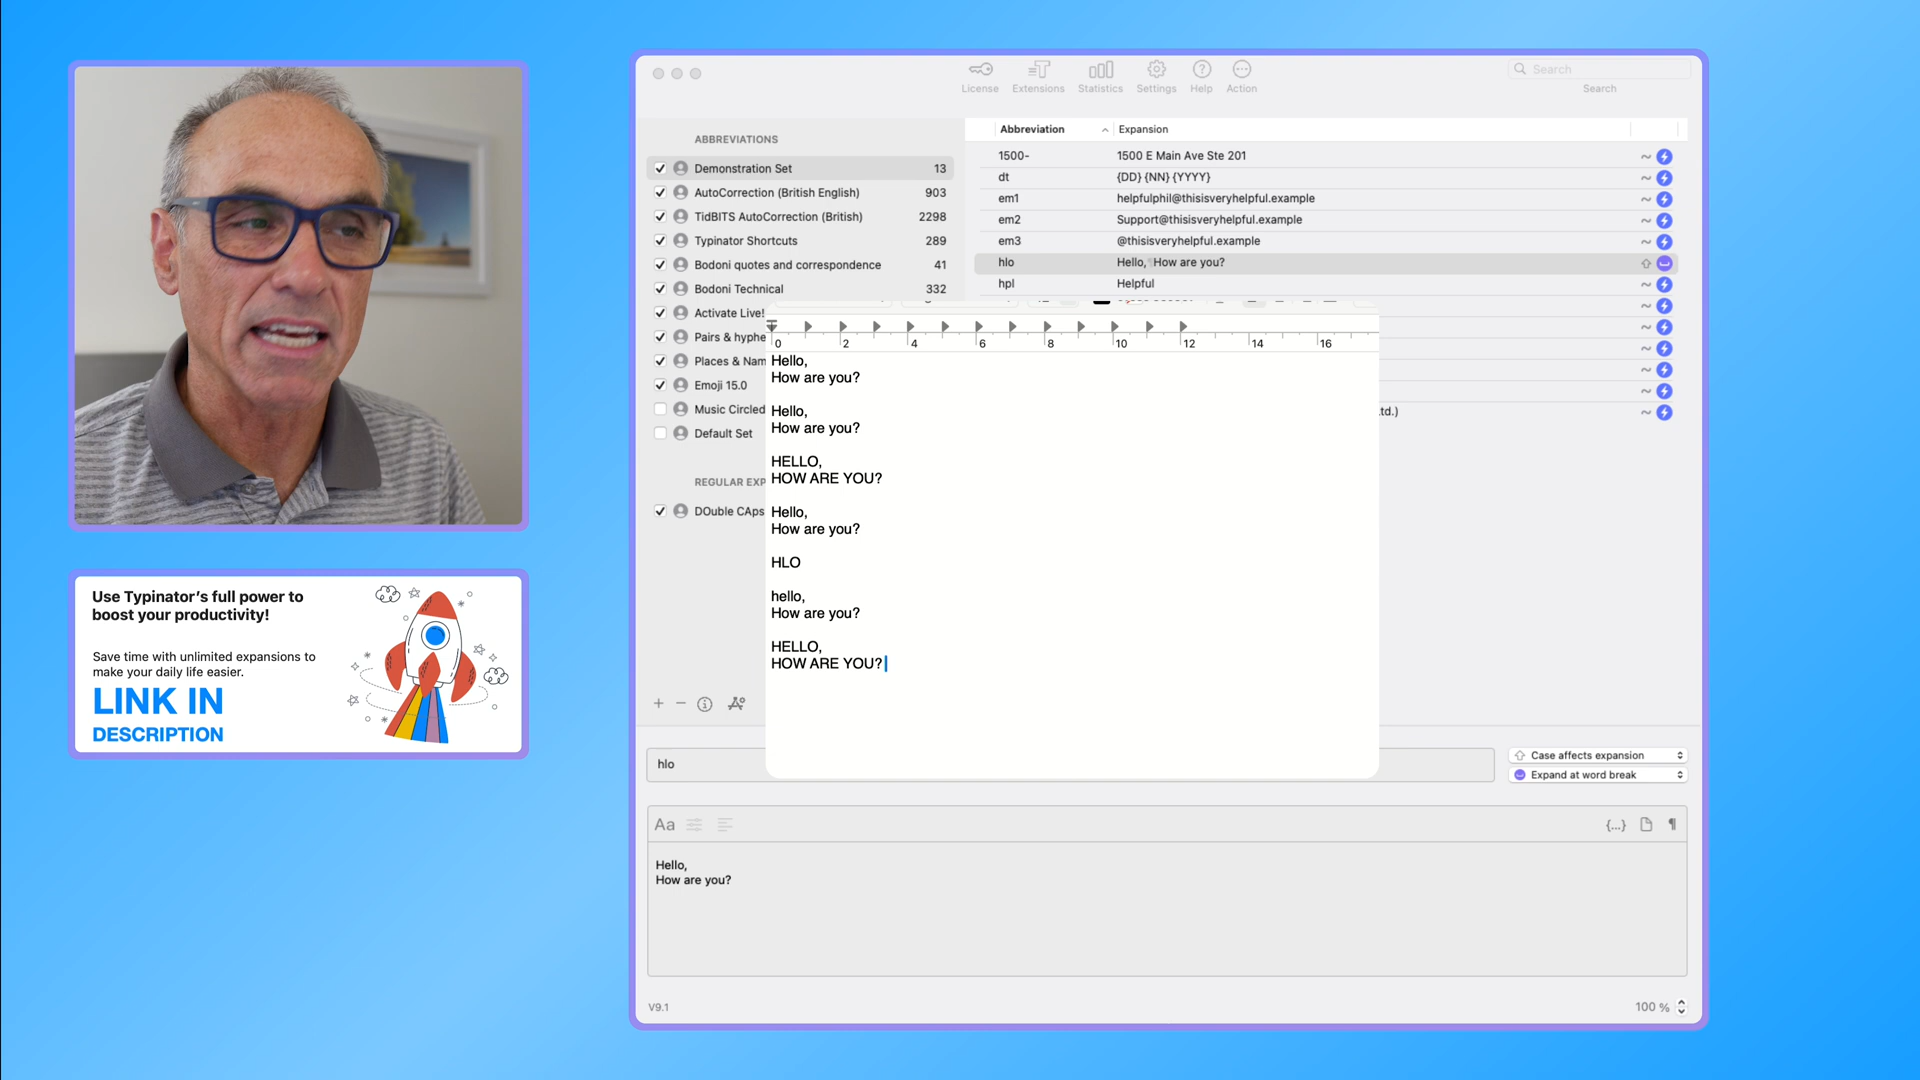 License
Extensions
Statistics
Settings
Help
Action
Search
Search
ABBREVIATIONS
Demonstration Set 13
AutoCorrection (British English) 903
TidBITS AutoCorrection (British) 2298
Typinator Shortcuts 289
Bodoni quotes and correspondence 41
Bodoni Technical 332
Activate Live!
Pairs & hyphe
Places & Nam
Emoji 15.0
Music Circled
Default Set
REGULAR EXP
DOuble CAps
Abbreviation Expansion
1500- 1500 E Main Ave Ste 201
dt {DD} {NN} {YYYY}
em1 helpfulphil@thisisveryhelpful.example
em2 Support@thisisveryhelpful.example
em3 @thisisveryhelpful.example
hlo Hello, How are you?
hpl Helpful
td.)
0 2 4 6 8 10 12 14 16
Hello,
How are you?
Hello,
How are you?
HELLO,
HOW ARE YOU?
Hello,
How are you?
HLO
hello,
How are you?
HELLO,
HOW ARE YOU?
hlo
Case affects expansion
Expand at word break
Aa
{...}
¶
Hello,
How are you?
V9.1
100 %
Use Typinator's full power to
boost your productivity!
Save time with unlimited expansions to
make your daily life easier.
LINK IN
DESCRIPTION